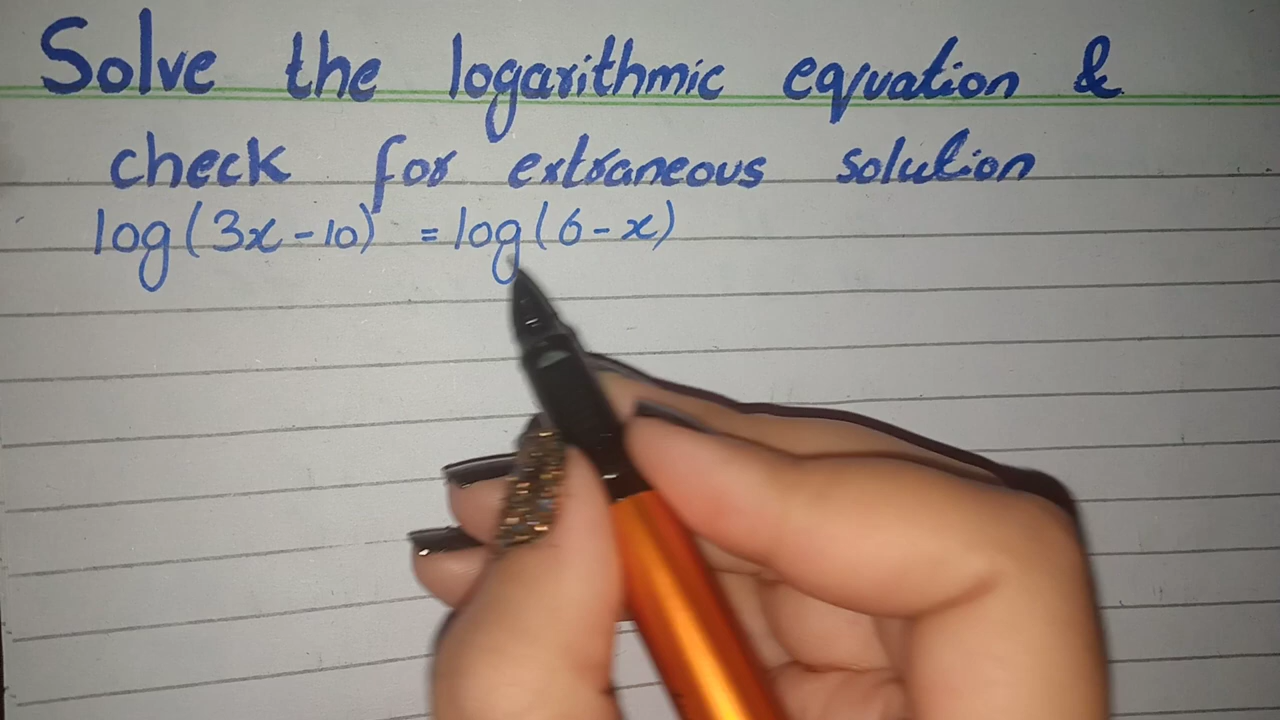 Solve the logarithmic equation &
check for extraneous solution
log(3x-10) = log(6-x)